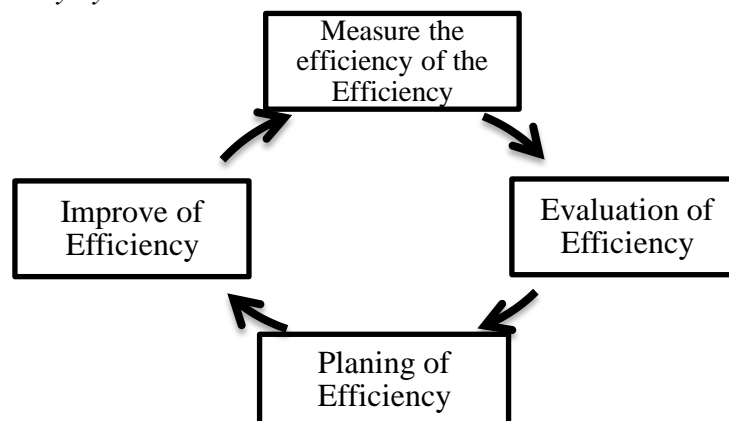 Measure the
efficiency of the
Efficiency
Evaluation of
Efficiency
Planing of
Efficiency
Improve of
Efficiency